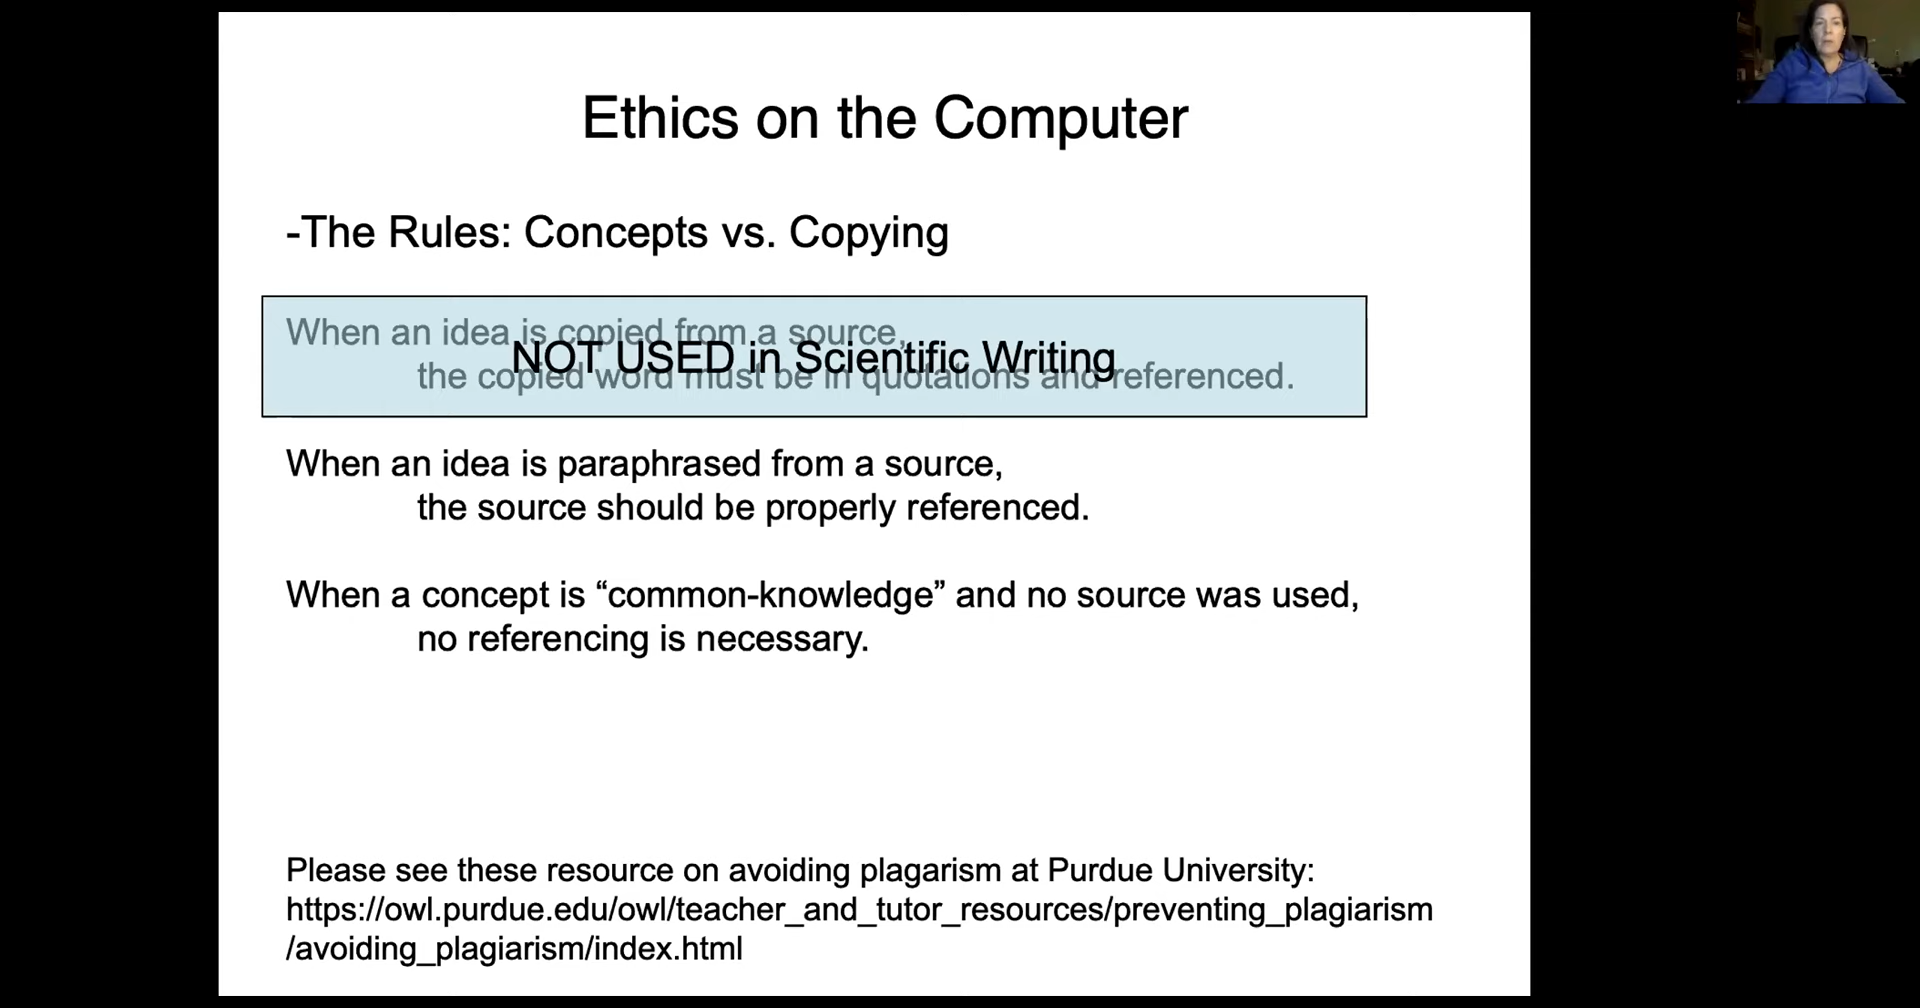 Ethics on the Computer
-The Rules: Concepts vs. Copying
When an idea is copied from a source,
NOT USED in Scientific Writing
the copied word must be in quotations and referenced.
When an idea is paraphrased from a source,
the source should be properly referenced.
When a concept is “common-knowledge” and no source was used,
no referencing is necessary.
Please see these resource on avoiding plagarism at Purdue University:
https://owl.purdue.edu/owl/teacher_and_tutor_resources/preventing_plagiarism
/avoiding_plagiarism/index.html